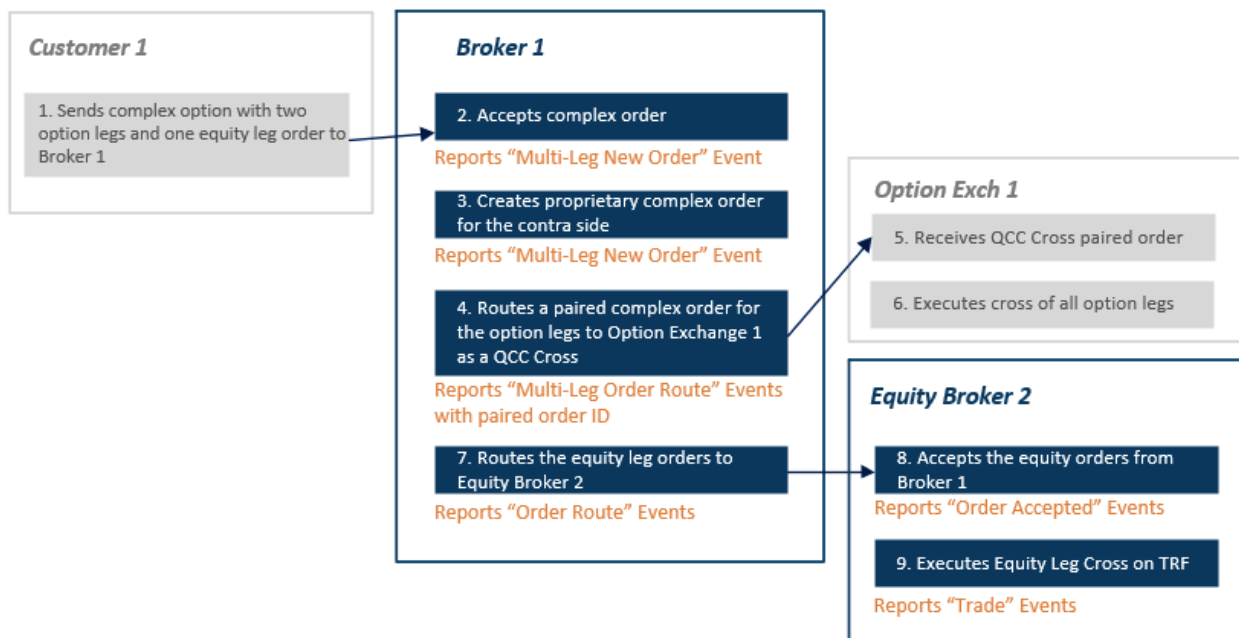 Customer 1
1. Sends complex option with two
option legs and one equity leg order to
Broker 1
Broker 1
2. Accepts complex order
Reports “Multi-Leg New Order” Event
3. Creates proprietary complex order
for the contra side
Reports “Multi-Leg New Order” Event
4. Routes a paired complex order for
the option legs to Option Exchange 1
as a QCC Cross
Reports “Multi-Leg Order Route” Events
with paired order ID
7. Routes the equity leg orders to
Equity Broker 2
Reports “Order Route” Events
Option Exch 1
5. Receives QCC Cross paired order
6. Executes cross of all option legs
Equity Broker 2
8. Accepts the equity orders from
Broker 1
Reports “Order Accepted” Events
9. Executes Equity Leg Cross on TRF
Reports “Trade” Events